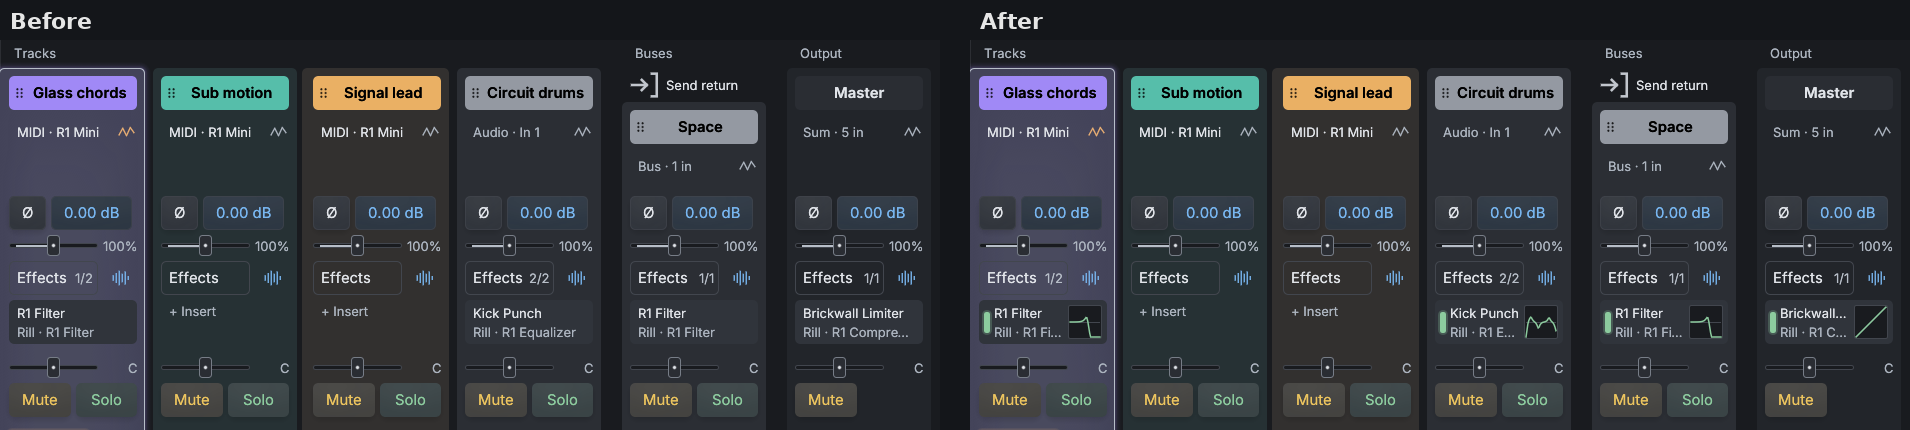 Before
Tracks
Buses
Output
Glass chords
Sub motion
Signal lead
Circuit drums
Send return
Master
MIDI · R1 Mini
MIDI · R1 Mini
MIDI · R1 Mini
Audio · In 1
Space
Sum · 5 in
Bus · 1 in
Ø 0.00 dB
Ø 0.00 dB
Ø 0.00 dB
Ø 0.00 dB
Ø 0.00 dB
Ø 0.00 dB
100%
100%
100%
100%
100%
100%
Effects 1/2
Effects
Effects
Effects 2/2
Effects 1/1
Effects 1/1
R1 Filter
Rill · R1 Filter
+ Insert
+ Insert
Kick Punch
Rill · R1 Equalizer
R1 Filter
Rill · R1 Filter
Brickwall Limiter
Rill · R1 Compre...
C
C
C
C
C
C
Mute Solo
Mute Solo
Mute Solo
Mute Solo
Mute Solo
Mute
After
Tracks
Buses
Output
Glass chords
Sub motion
Signal lead
Circuit drums
Send return
Master
MIDI · R1 Mini
MIDI · R1 Mini
MIDI · R1 Mini
Audio · In 1
Space
Sum · 5 in
Bus · 1 in
Ø 0.00 dB
Ø 0.00 dB
Ø 0.00 dB
Ø 0.00 dB
Ø 0.00 dB
Ø 0.00 dB
100%
100%
100%
100%
100%
100%
Effects 1/2
Effects
Effects
Effects 2/2
Effects 1/1
Effects 1/1
R1 Filter
Rill · R1 Fi...
+ Insert
+ Insert
Kick Punch
Rill · R1 E...
R1 Filter
Rill · R1 Fi...
Brickwall...
Rill · R1 C...
C
C
C
C
C
C
Mute Solo
Mute Solo
Mute Solo
Mute Solo
Mute Solo
Mute